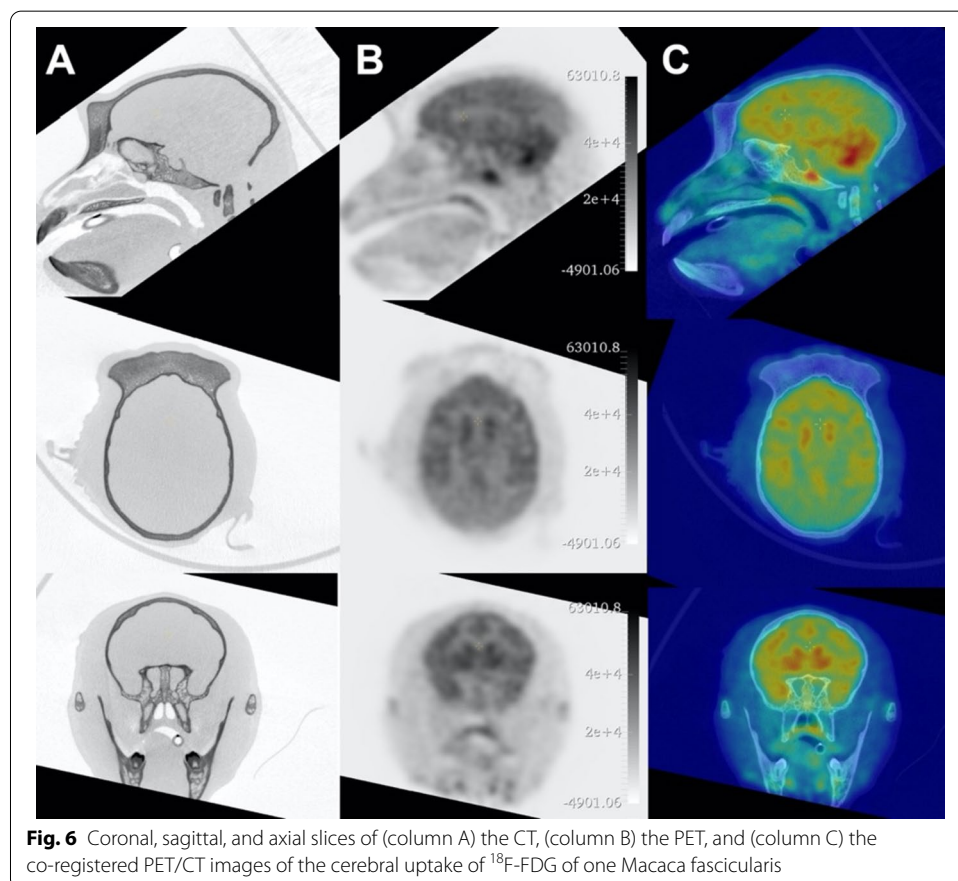 A
B
C
63010.8
4e+4
2e+4
-4901.06
63010.8
4e+4
2e+4
-4901.06
63010.8
4e+4
2e+4
-4901.06
Fig. 6 Coronal, sagittal, and axial slices of (column A) the CT, (column B) the PET, and (column C) the
co-registered PET/CT images of the cerebral uptake of ¹⁸F-FDG of one Macaca fascicularis